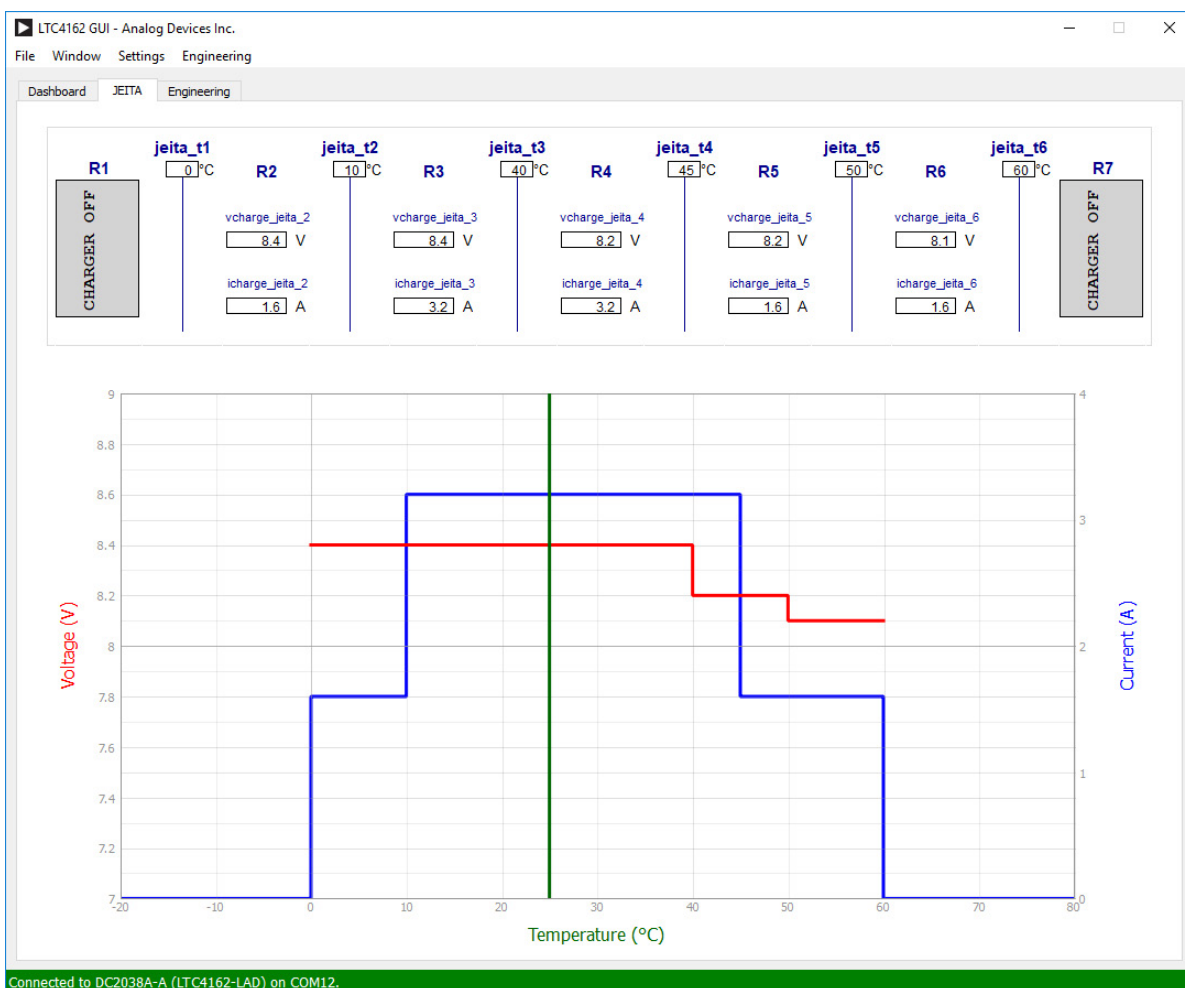 LTC4162 GUI - Analog Devices Inc.
File Window Settings Engineering
Dashboard JEITA Engineering
jeita_t1 jeita_t2 jeita_t3 jeita_t4 jeita_t5 jeita_t6
R1 0 °C R2 10 °C R3 40 °C R4 45 °C R5 50 °C R6 60 °C R7
CHARGER OFF
vcharge_jeita_2 vcharge_jeita_3 vcharge_jeita_4 vcharge_jeita_5 vcharge_jeita_6
8.4 V 8.4 V 8.2 V 8.2 V 8.1 V
icharge_jeita_2 icharge_jeita_3 icharge_jeita_4 icharge_jeita_5 icharge_jeita_6
1.6 A 3.2 A 3.2 A 1.6 A 1.6 A
CHARGER OFF
Voltage (V)
9
8.8
8.6
8.4
8.2
8
7.8
7.6
7.4
7.2
7
4
3
2
1
0
Current (A)
-20 -10 0 10 20 30 40 50 60 70 80
Temperature (°C)
Connected to DC2038A-A (LTC4162-LAD) on COM12.